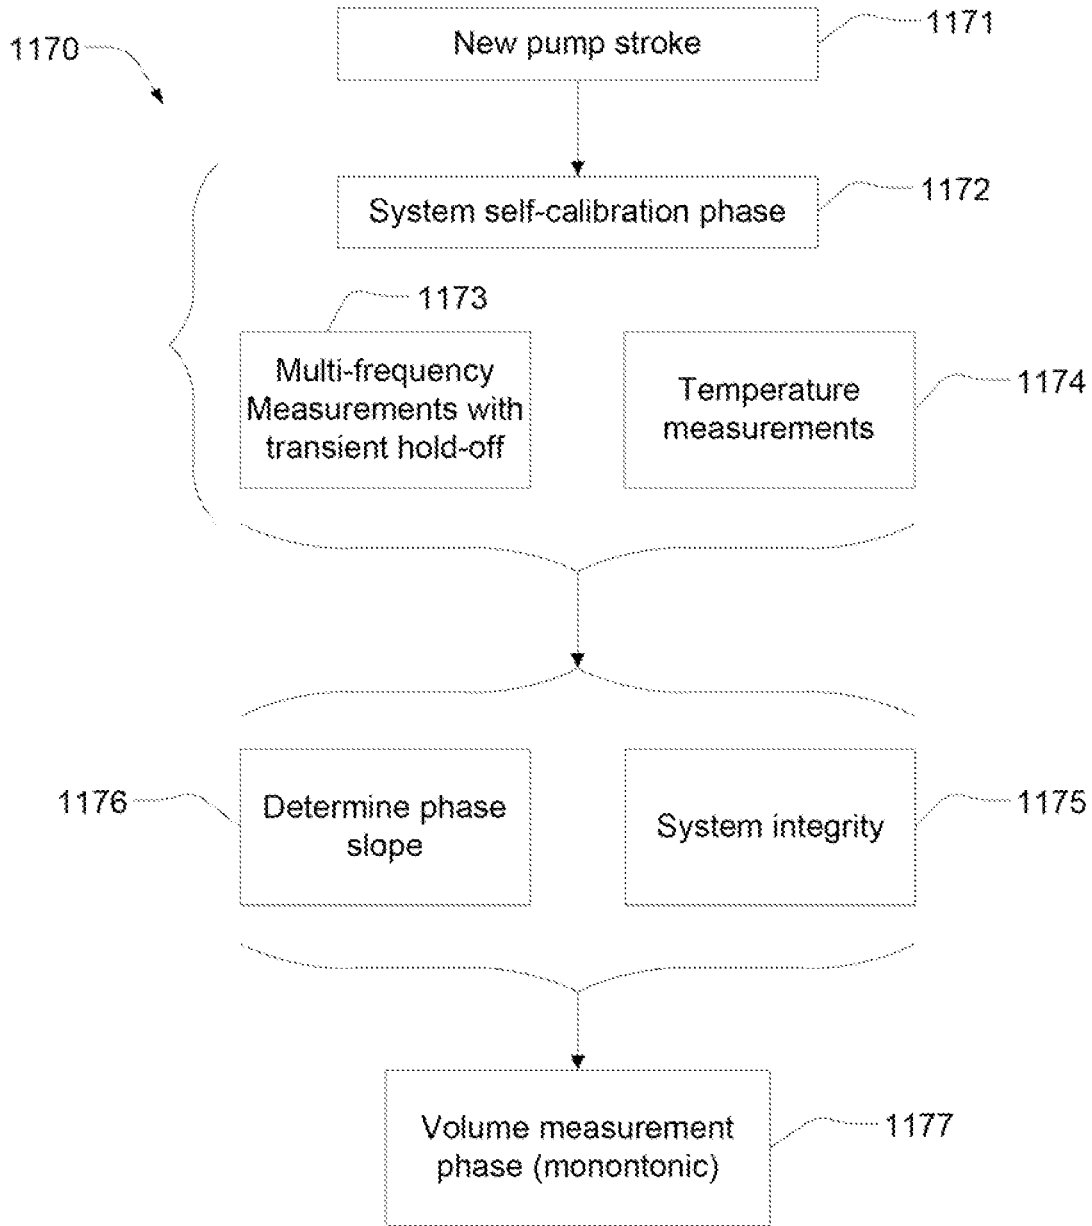 1170
New pump stroke
1171
System self-calibration phase
1172
1173
Multi-frequency
Measurements with
transient hold-off
Temperature
measurements
1174
1176
Determine phase
slope
System integrity
1175
Volume measurement
phase (monontonic)
1177